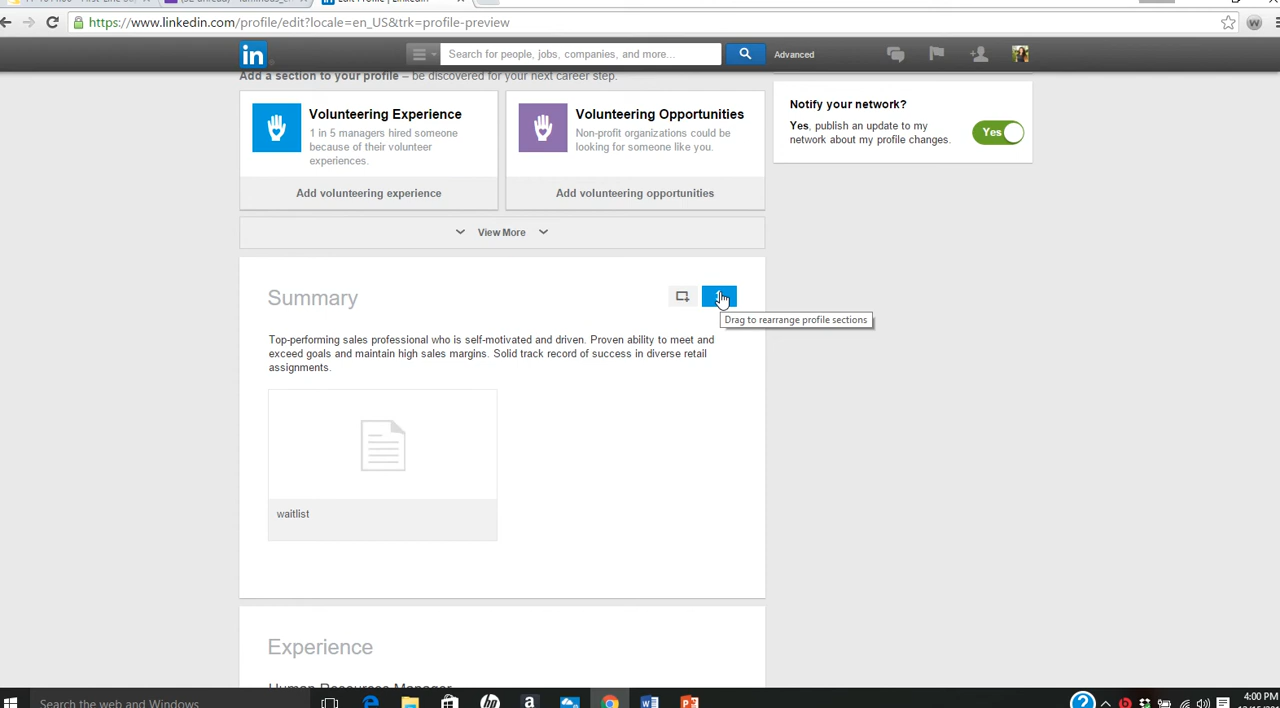 https://www.linkedin.com/profile/edit?locale=en_US&trk=profile-preview
in
Search for people, jobs, companies, and more...
Advanced
Add a section to your profile – be discovered for your next career step.
Volunteering Experience
1 in 5 managers hired someone
because of their volunteer
experiences.
Add volunteering experience
Volunteering Opportunities
Non-profit organizations could be
looking for someone like you.
Add volunteering opportunities
Notify your network?
Yes, publish an update to my
network about my profile changes.
Yes
View More
Summary
Drag to rearrange profile sections
Top-performing sales professional who is self-motivated and driven. Proven ability to meet and
exceed goals and maintain high sales margins. Solid track record of success in diverse retail
assignments.
waitlist
Experience
Human Resources Manager
Search the web and Windows
4:00 PM